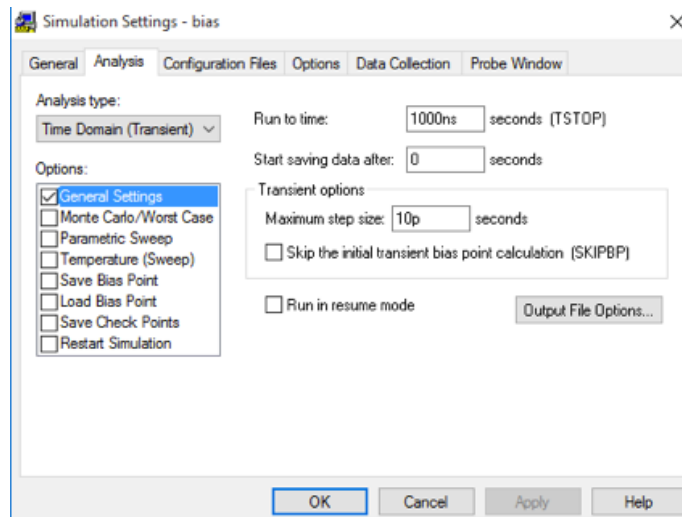 Simulation Settings - bias
General Analysis Configuration Files Options Data Collection Probe Window
Analysis type:
Time Domain (Transient)
Options:
General Settings
Monte Carlo/Worst Case
Parametric Sweep
Temperature (Sweep)
Save Bias Point
Load Bias Point
Save Check Points
Restart Simulation
Run to time: 1000ns seconds (TSTOP)
Start saving data after: 0 seconds
Transient options
Maximum step size: 10p seconds
Skip the initial transient bias point calculation (SKIPBP)
Run in resume mode
Output File Options...
OK Cancel Apply Help